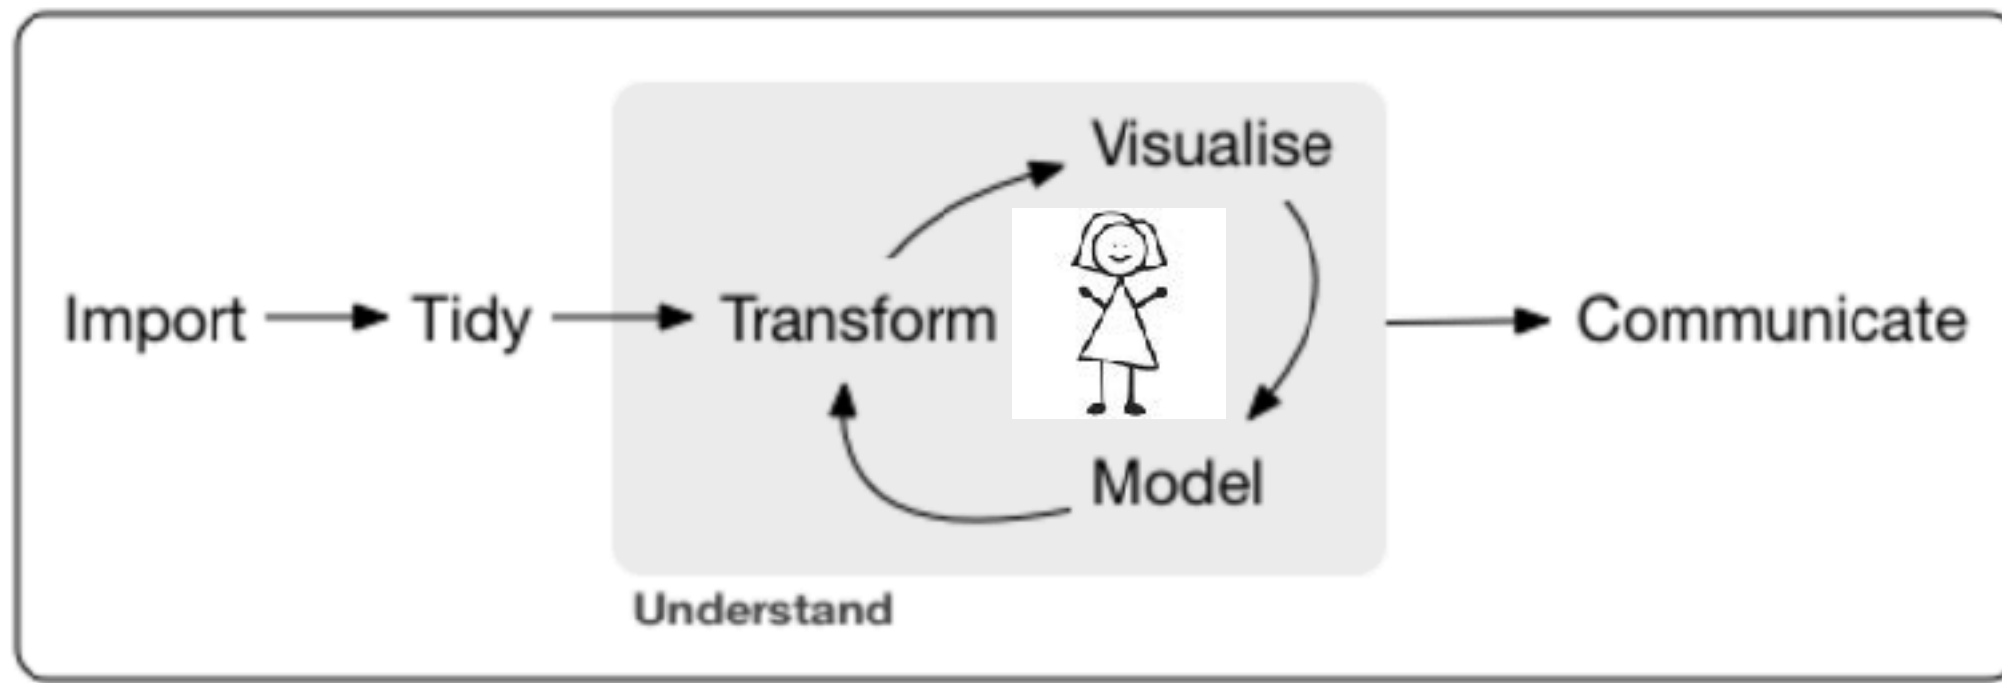 Visualise
Import Tidy Transform Communicate
Model
Understand